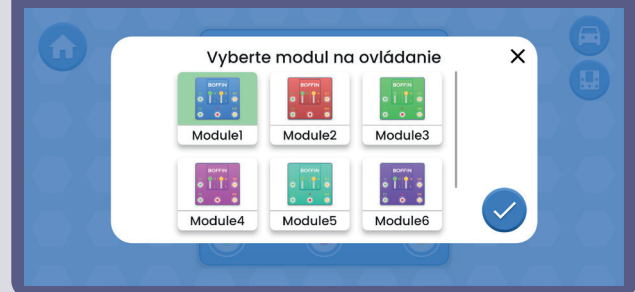 Vyberte modul na ovládanie
BOFFIN BOFFIN BOFFIN
Module1 Module2 Module3
BOFFIN BOFFIN BOFFIN
Module4 Module5 Module6